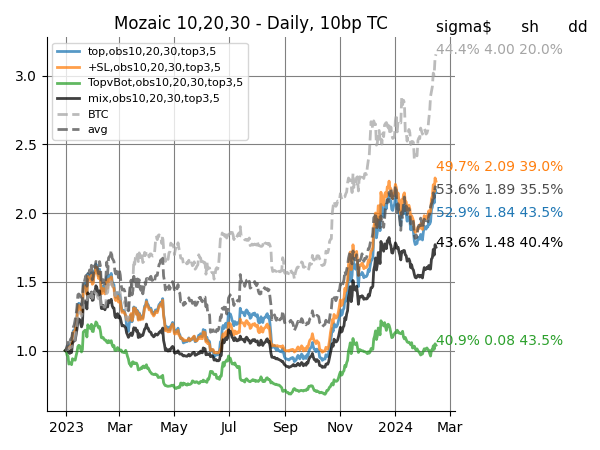 Mozaic 10,20,30 - Daily, 10bp TC
sigma$ sh dd
top,obs10,20,30,top3,5
+SL,obs10,20,30,top3,5
TopvBot,obs10,20,30,top3,5
mix,obs10,20,30,top3,5
BTC
avg
44.4% 4.00 20.0%
49.7% 2.09 39.0%
53.6% 1.89 35.5%
52.9% 1.84 43.5%
43.6% 1.48 40.4%
40.9% 0.08 43.5%
3.0
2.5
2.0
1.5
1.0
2023 Mar May Jul Sep Nov 2024 Mar